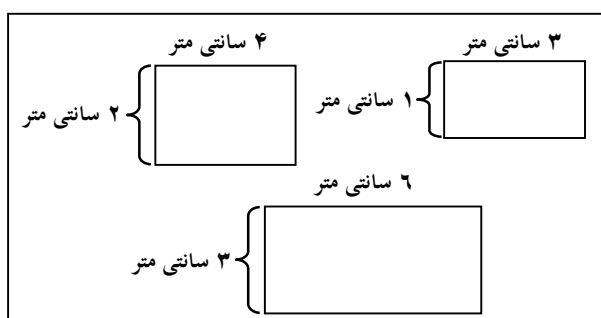 ۳ سانتی متر
۴ سانتی متر
۱ سانتی متر
۲ سانتی متر
٦ سانتی متر
۳ سانتی متر